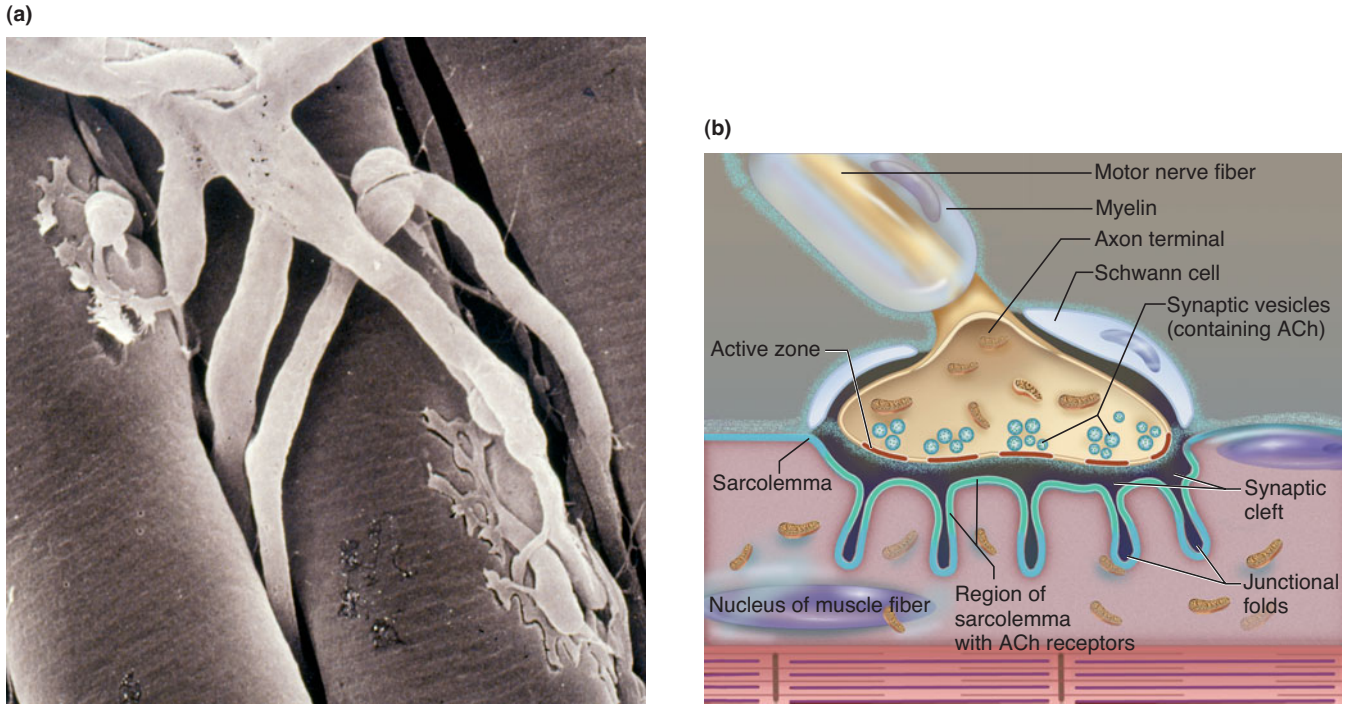 (a)
(b)
Motor nerve fiber
Myelin
Axon terminal
Schwann cell
Synaptic vesicles
(containing ACh)
Active zone
Sarcolemma
Synaptic
cleft
Nucleus of muscle fiber
Region of
sarcolemma
with ACh receptors
Junctional
folds